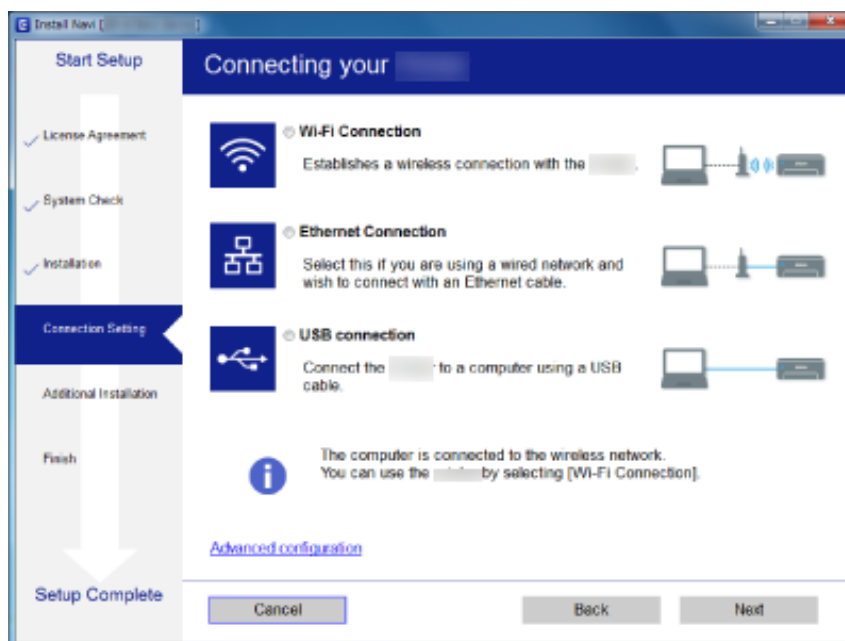 Install Navi [ ]
Start Setup
License Agreement
System Check
Installation
Connection Setting
Additional Installation
Finish
Setup Complete
Connecting your
Wi-Fi Connection
Establishes a wireless connection with the .
Ethernet Connection
Select this if you are using a wired network and
wish to connect with an Ethernet cable.
USB connection
Connect the to a computer using a USB
cable.
The computer is connected to the wireless network.
You can use the by selecting [Wi-Fi Connection].
Advanced configuration
Cancel Back Next